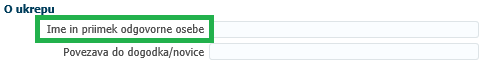 O ukrepu
Ime in priimek odgovorne osebe
Povezava do dogodka/novice